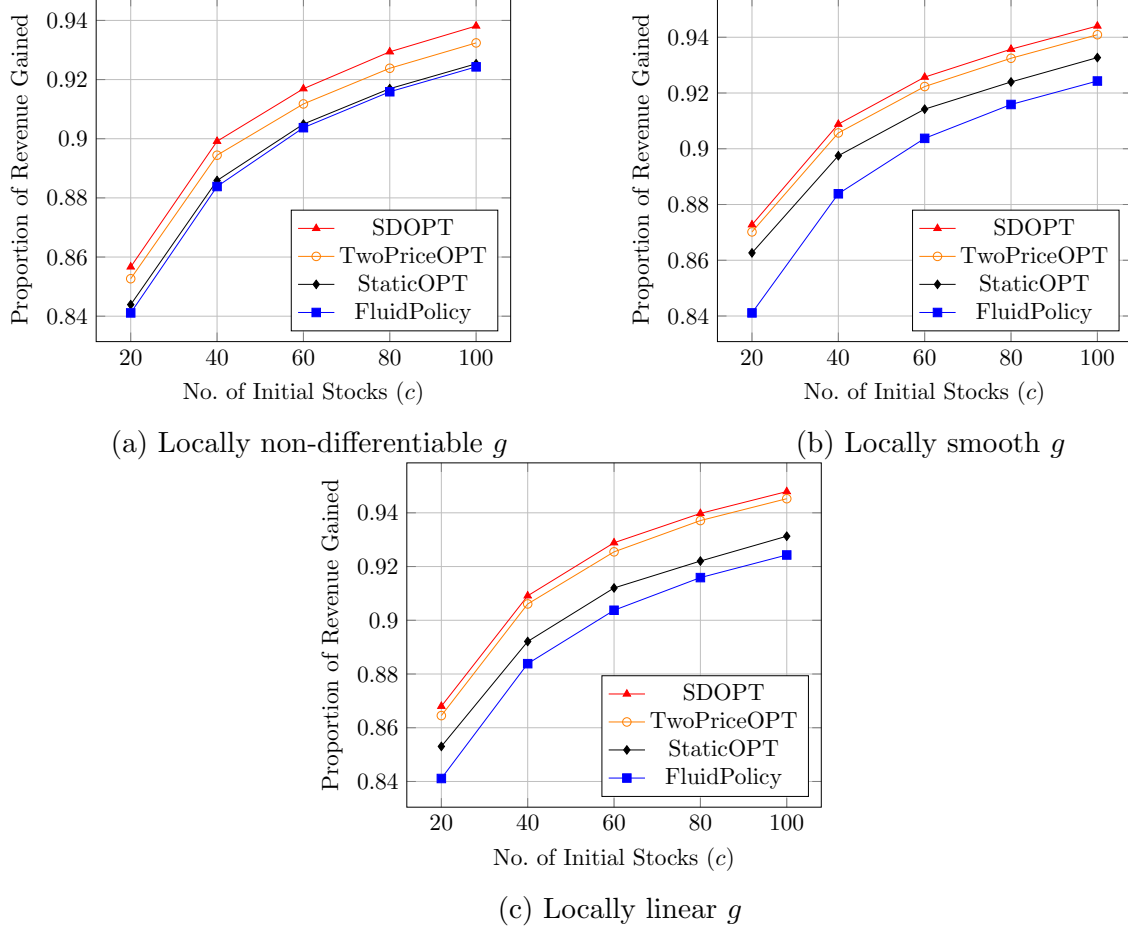 0.94
0.92
0.9
0.88
0.86
0.84
Proportion of Revenue Gained
SDOPT
TwoPriceOPT
StaticOPT
FluidPolicy
20 40 60 80 100
No. of Initial Stocks (c)
(a) Locally non-differentiable g
0.94
0.92
0.9
0.88
0.86
0.84
Proportion of Revenue Gained
SDOPT
TwoPriceOPT
StaticOPT
FluidPolicy
20 40 60 80 100
No. of Initial Stocks (c)
(b) Locally smooth g
0.94
0.92
0.9
0.88
0.86
0.84
Proportion of Revenue Gained
SDOPT
TwoPriceOPT
StaticOPT
FluidPolicy
20 40 60 80 100
No. of Initial Stocks (c)
(c) Locally linear g